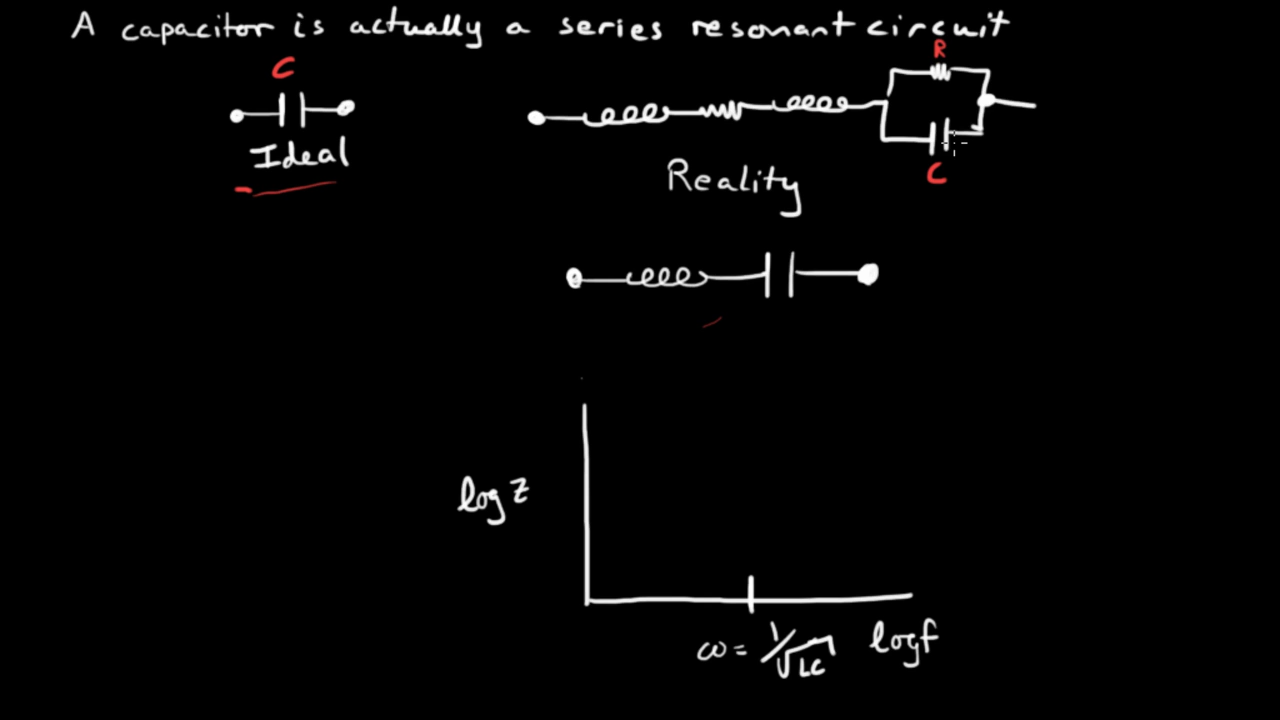 A capacitor is actually a series resonant circuit
C
R
Ideal
C
Reality
log z
ω = 1/√LC
log f